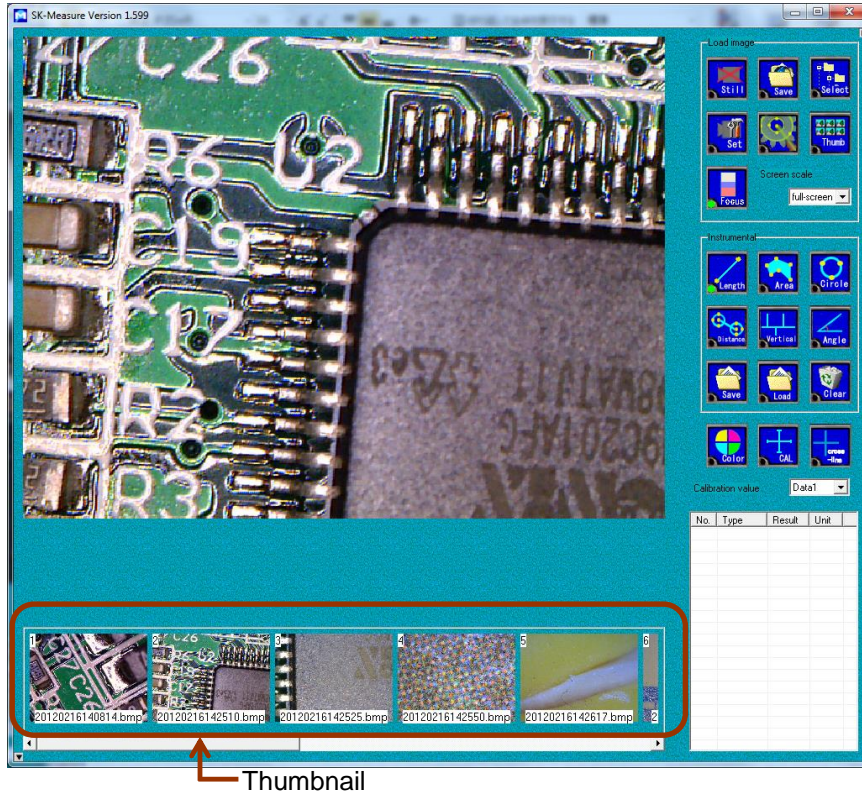 SK-Measure Version 1.599
Load image
Still
Save
Select
Set
Thumb
Focus
Screen scale
full-screen
Instrumental
Length
Area
Circle
Distance
Vertical
Angle
Save
Load
Clear
Color
CAL
cross
-line
Calibration value
Data1
No. Type Result Unit
C26
R6 U2
C19
C17
R2
R3
1 2 3 4 5 6
20120216140814.bmp 20120216142510.bmp 20120216142525.bmp 20120216142550.bmp 20120216142617.bmp 2
Thumbnail